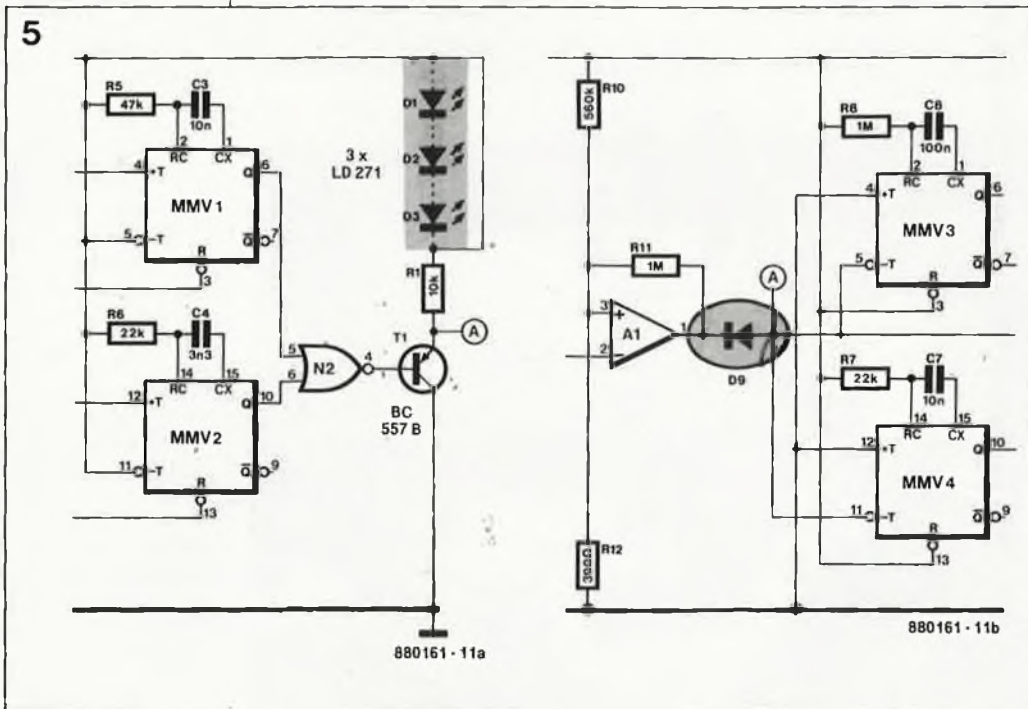 5
R5
47k
C3
10n
2
1
RC
CX
4
+T
Q
6
MMV1
5
-T
Q
7
R
3
R6
22k
C4
3n3
14
15
RC
CX
12
+T
Q
10
MMV2
11
-T
Q
9
R
13
3 x
LD 271
D1
D2
D3
R1
10k
A
T1
5
6
N2
4
BC
557 B
880161 - 11a
R10
560k
R11
1M
3
+
A1
2
-
1
D9
A
R12
R8
1M
C8
100n
2
1
RC
CX
4
+T
Q
6
MMV3
5
-T
Q
7
R
3
R7
22k
C7
10n
14
15
RC
CX
12
+T
Q
10
MMV4
11
-T
Q
9
R
13
880161 - 11b